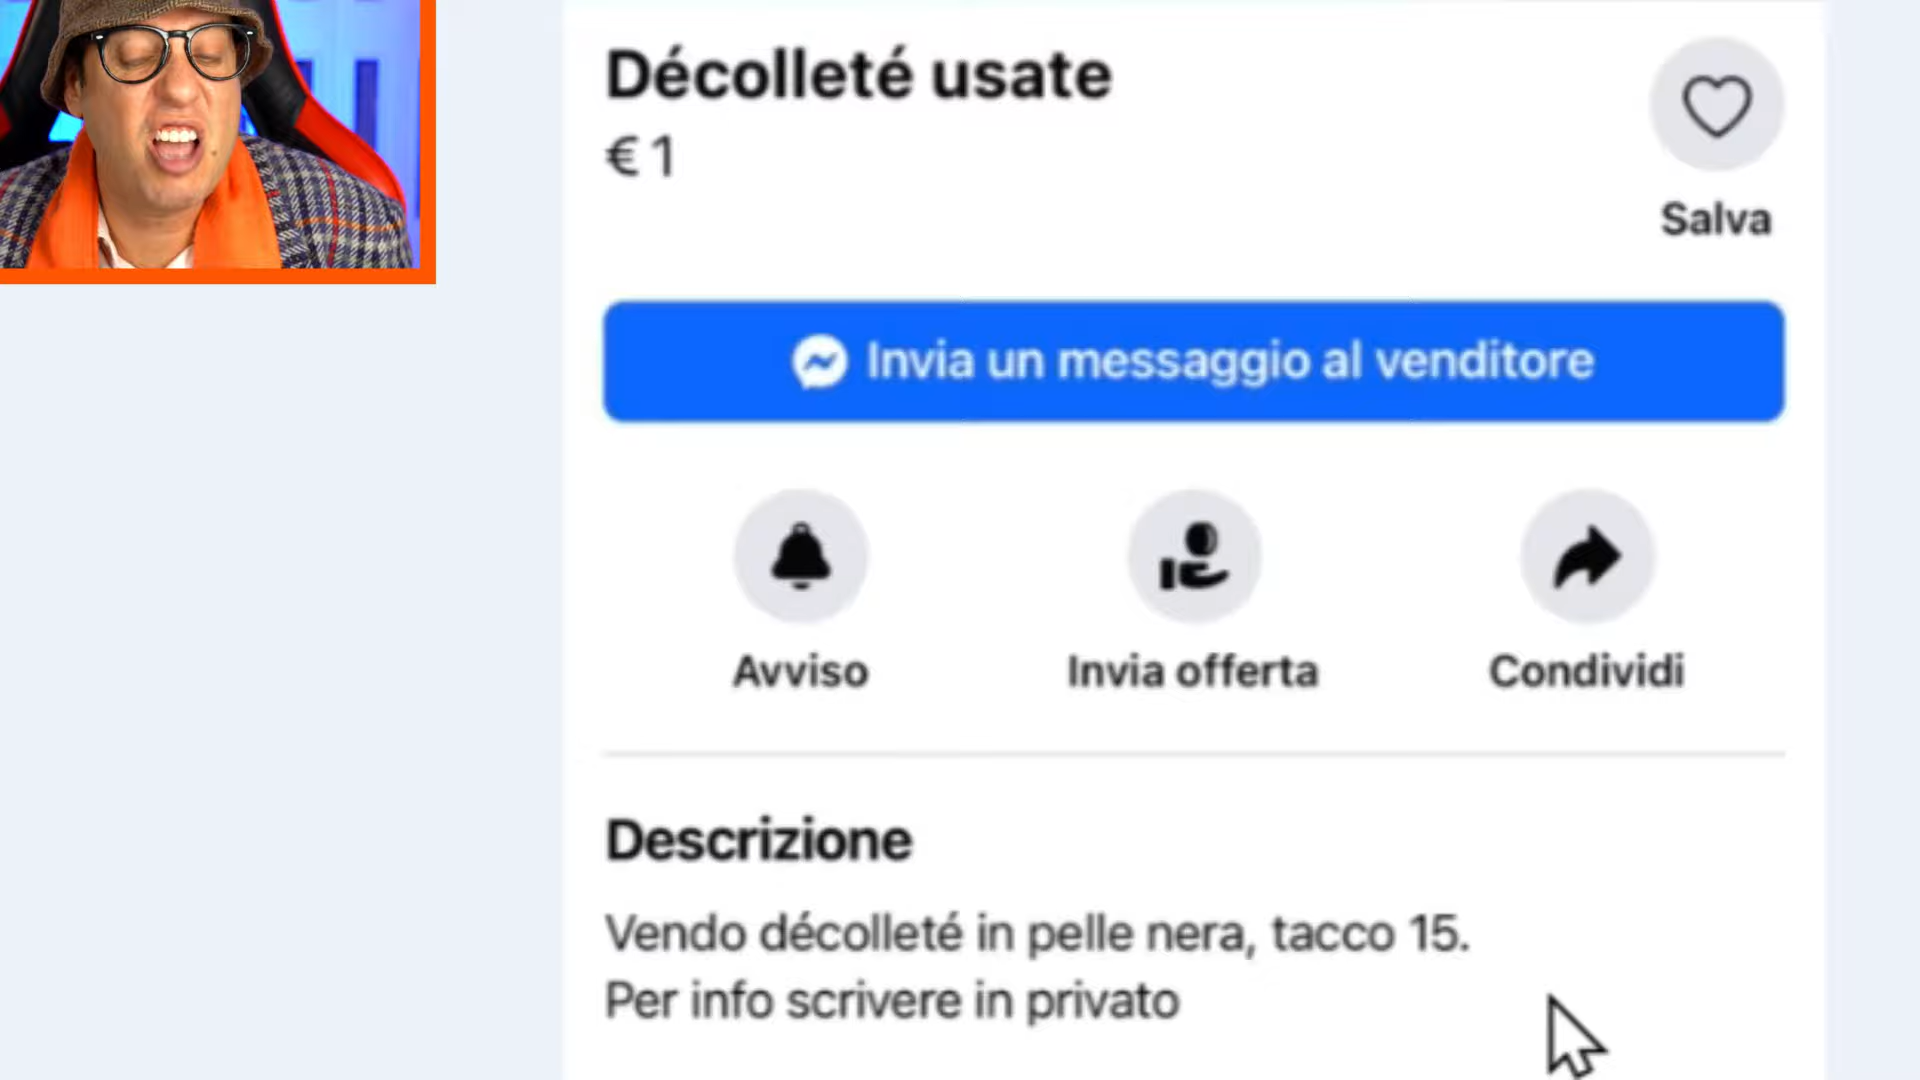 Décolleté usate
€ 1
Salva
Invia un messaggio al venditore
Avviso
Invia offerta
Condividi
Descrizione
Vendo décolleté in pelle nera, tacco 15.
Per info scrivere in privato